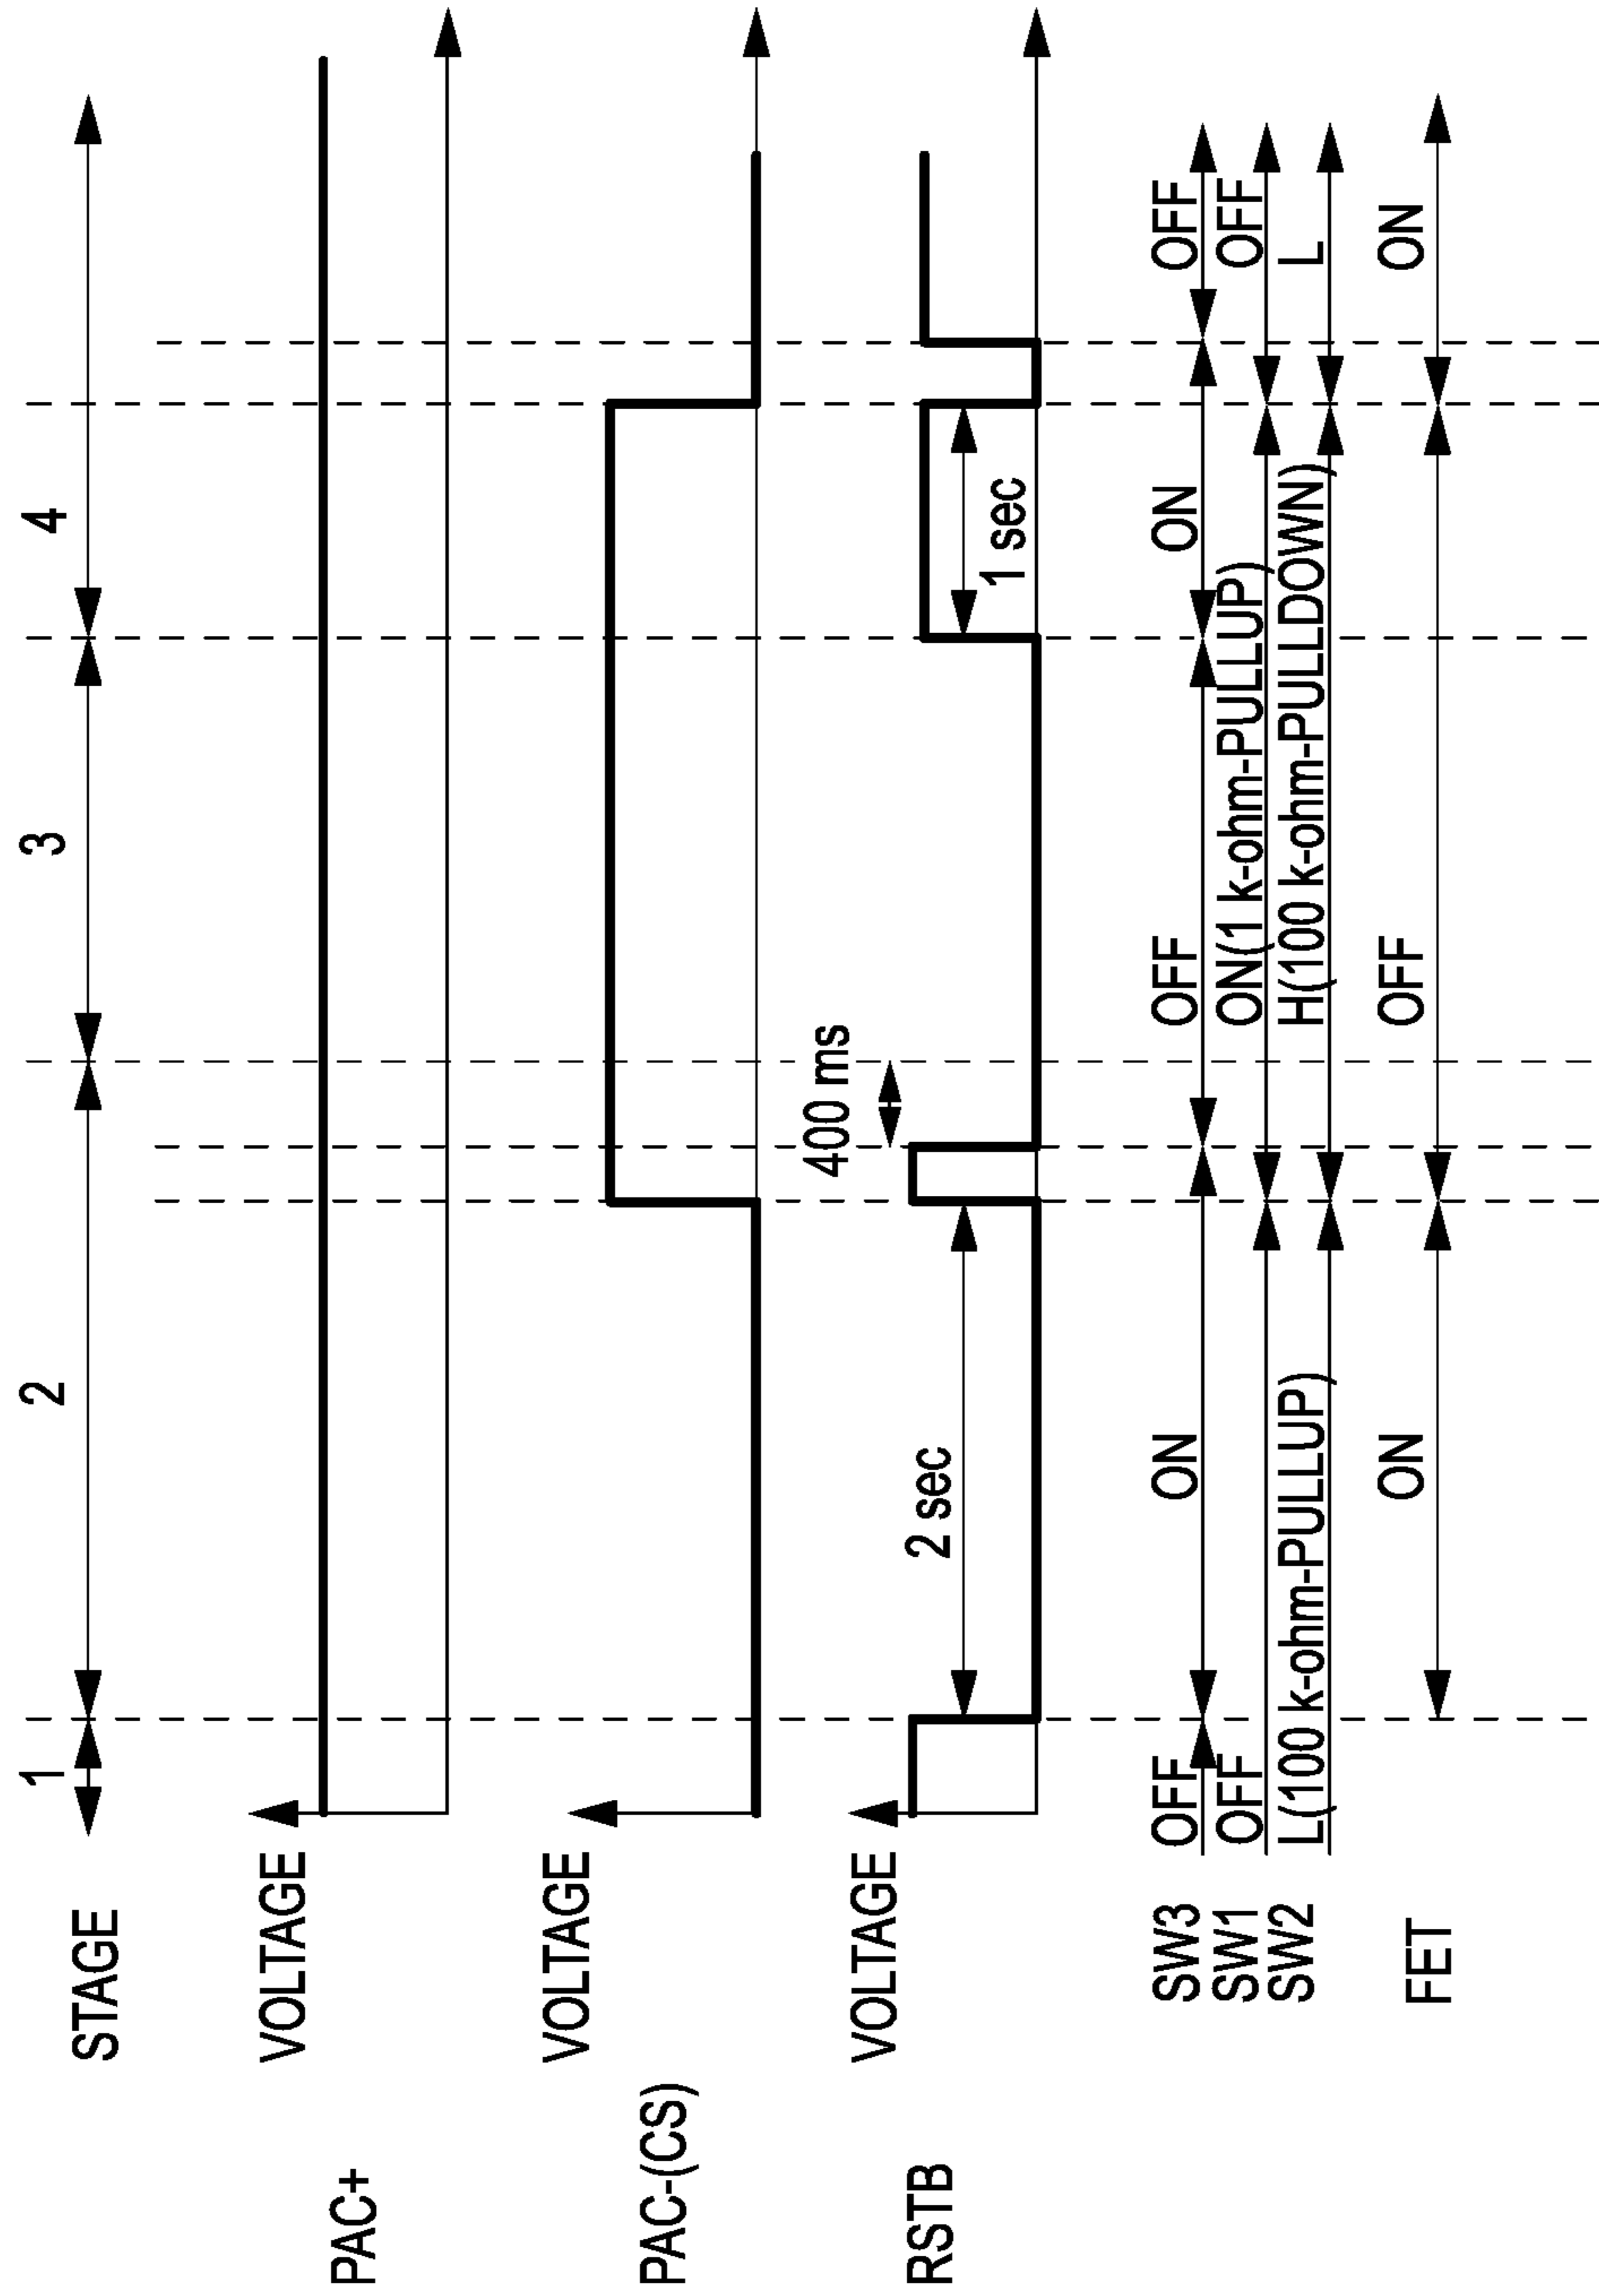 STAGE 1 2 3 4
PAC+ VOLTAGE
PAC-(CS) VOLTAGE
400 ms
RSTB VOLTAGE
2 sec
1 sec
SW3 OFF ON OFF ON OFF
SW1 OFF ON(1 k-ohm-PULLUP) OFF
SW2 L(100 k-ohm-PULLUP) H(100 k-ohm-PULLDOWN) L
FET ON OFF ON